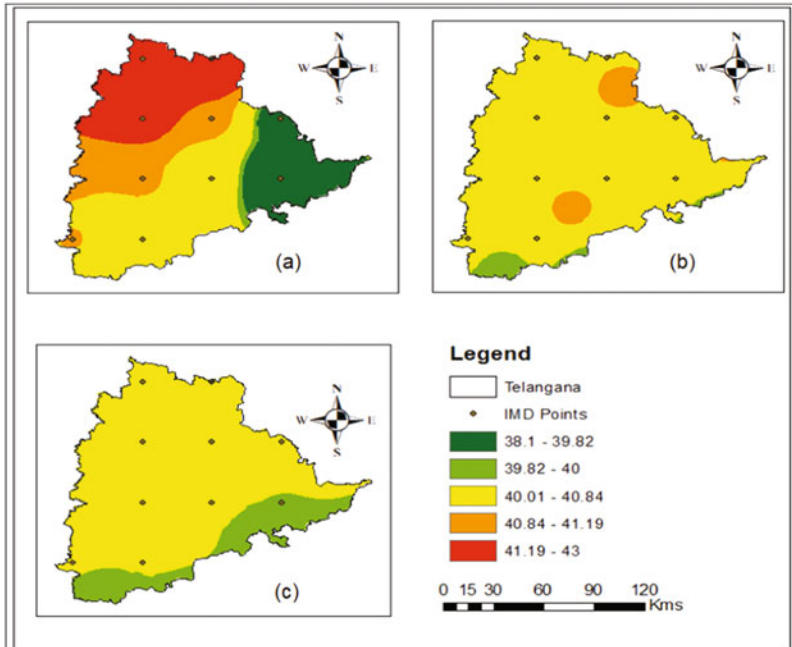 N
W E
S
(a)
N
W E
S
(b)
N
W E
S
(c)
Legend
Telangana
IMD Points
38.1 - 39.82
39.82 - 40
40.01 - 40.84
40.84 - 41.19
41.19 - 43
0 15 30 60 90 120
Kms